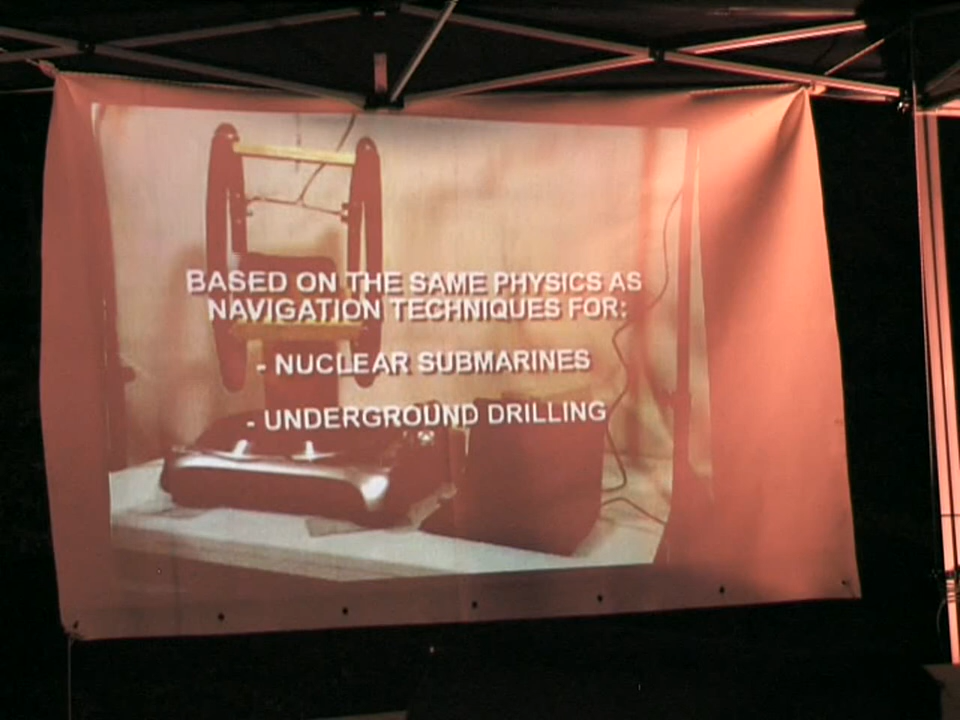 BASED ON THE SAME PHYSICS AS
NAVIGATION TECHNIQUES FOR:
- NUCLEAR SUBMARINES
- UNDERGROUND DRILLING